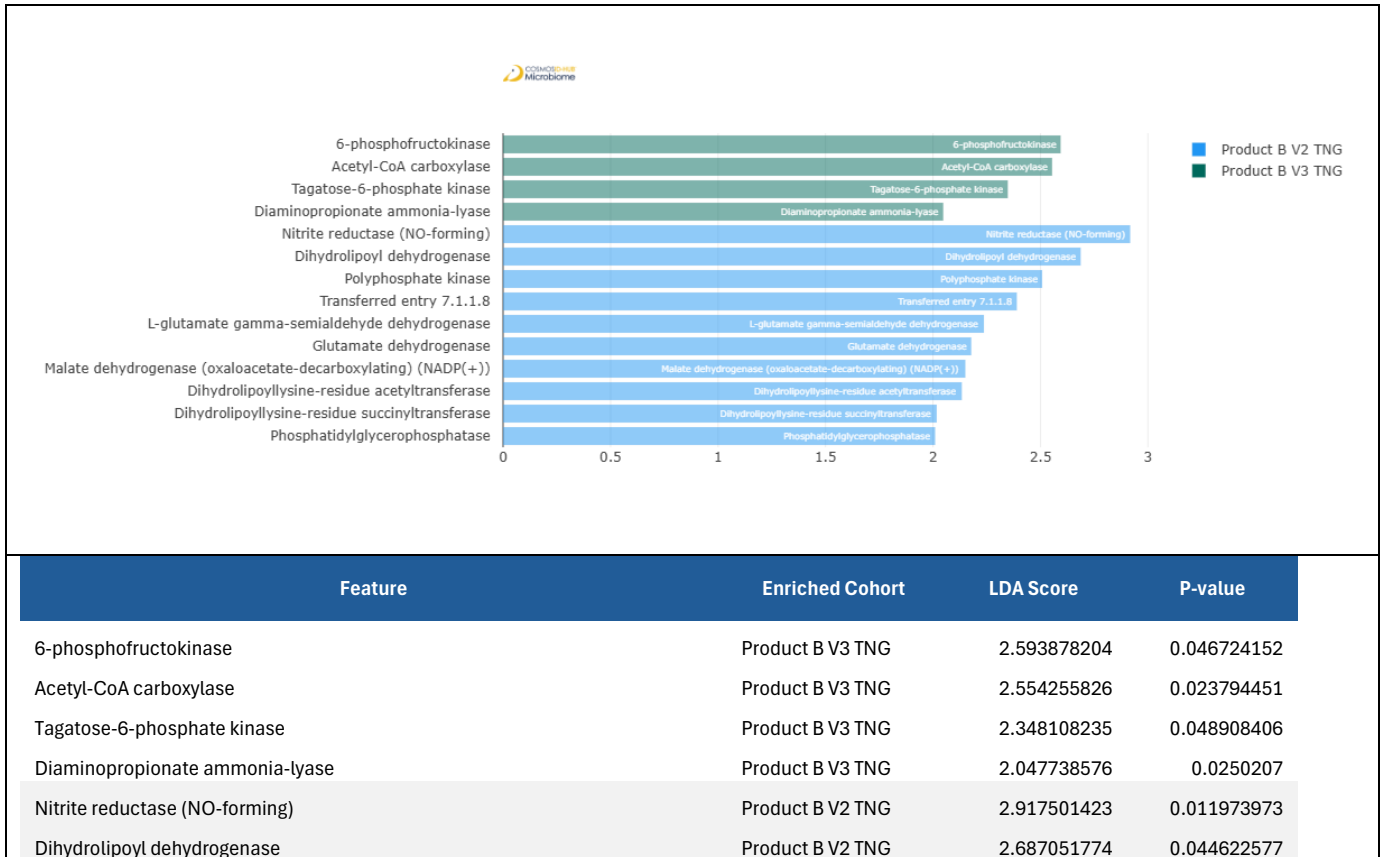 COSMOSID-HUB
Microbiome
6-phosphofructokinase
6-phosphofructokinase
Product B V2 TNG
Acetyl-CoA carboxylase
Acetyl-CoA carboxylase
Product B V3 TNG
Tagatose-6-phosphate kinase
Tagatose-6-phosphate kinase
Diaminopropionate ammonia-lyase
Diaminopropionate ammonia-lyase
Nitrite reductase (NO-forming)
Nitrite reductase (NO-forming)
Dihydrolipoyl dehydrogenase
Dihydrolipoyl dehydrogenase
Polyphosphate kinase
Polyphosphate kinase
Transferred entry 7.1.1.8
Transferred entry 7.1.1.8
L-glutamate gamma-semialdehyde dehydrogenase
L-glutamate gamma-semialdehyde dehydrogenase
Glutamate dehydrogenase
Glutamate dehydrogenase
Malate dehydrogenase (oxaloacetate-decarboxylating) (NADP(+))
Malate dehydrogenase (oxaloacetate-decarboxylating) (NADP(+))
Dihydrolipoyllysine-residue acetyltransferase
Dihydrolipoyllysine-residue acetyltransferase
Dihydrolipoyllysine-residue succinyltransferase
Dihydrolipoyllysine-residue succinyltransferase
Phosphatidylglycerophosphatase
Phosphatidylglycerophosphatase
0 0.5 1 1.5 2 2.5 3
Feature Enriched Cohort LDA Score P-value
6-phosphofructokinase Product B V3 TNG 2.593878204 0.046724152
Acetyl-CoA carboxylase Product B V3 TNG 2.554255826 0.023794451
Tagatose-6-phosphate kinase Product B V3 TNG 2.348108235 0.048908406
Diaminopropionate ammonia-lyase Product B V3 TNG 2.047738576 0.0250207
Nitrite reductase (NO-forming) Product B V2 TNG 2.917501423 0.011973973
Dihydrolipoyl dehydrogenase Product B V2 TNG 2.687051774 0.044622577